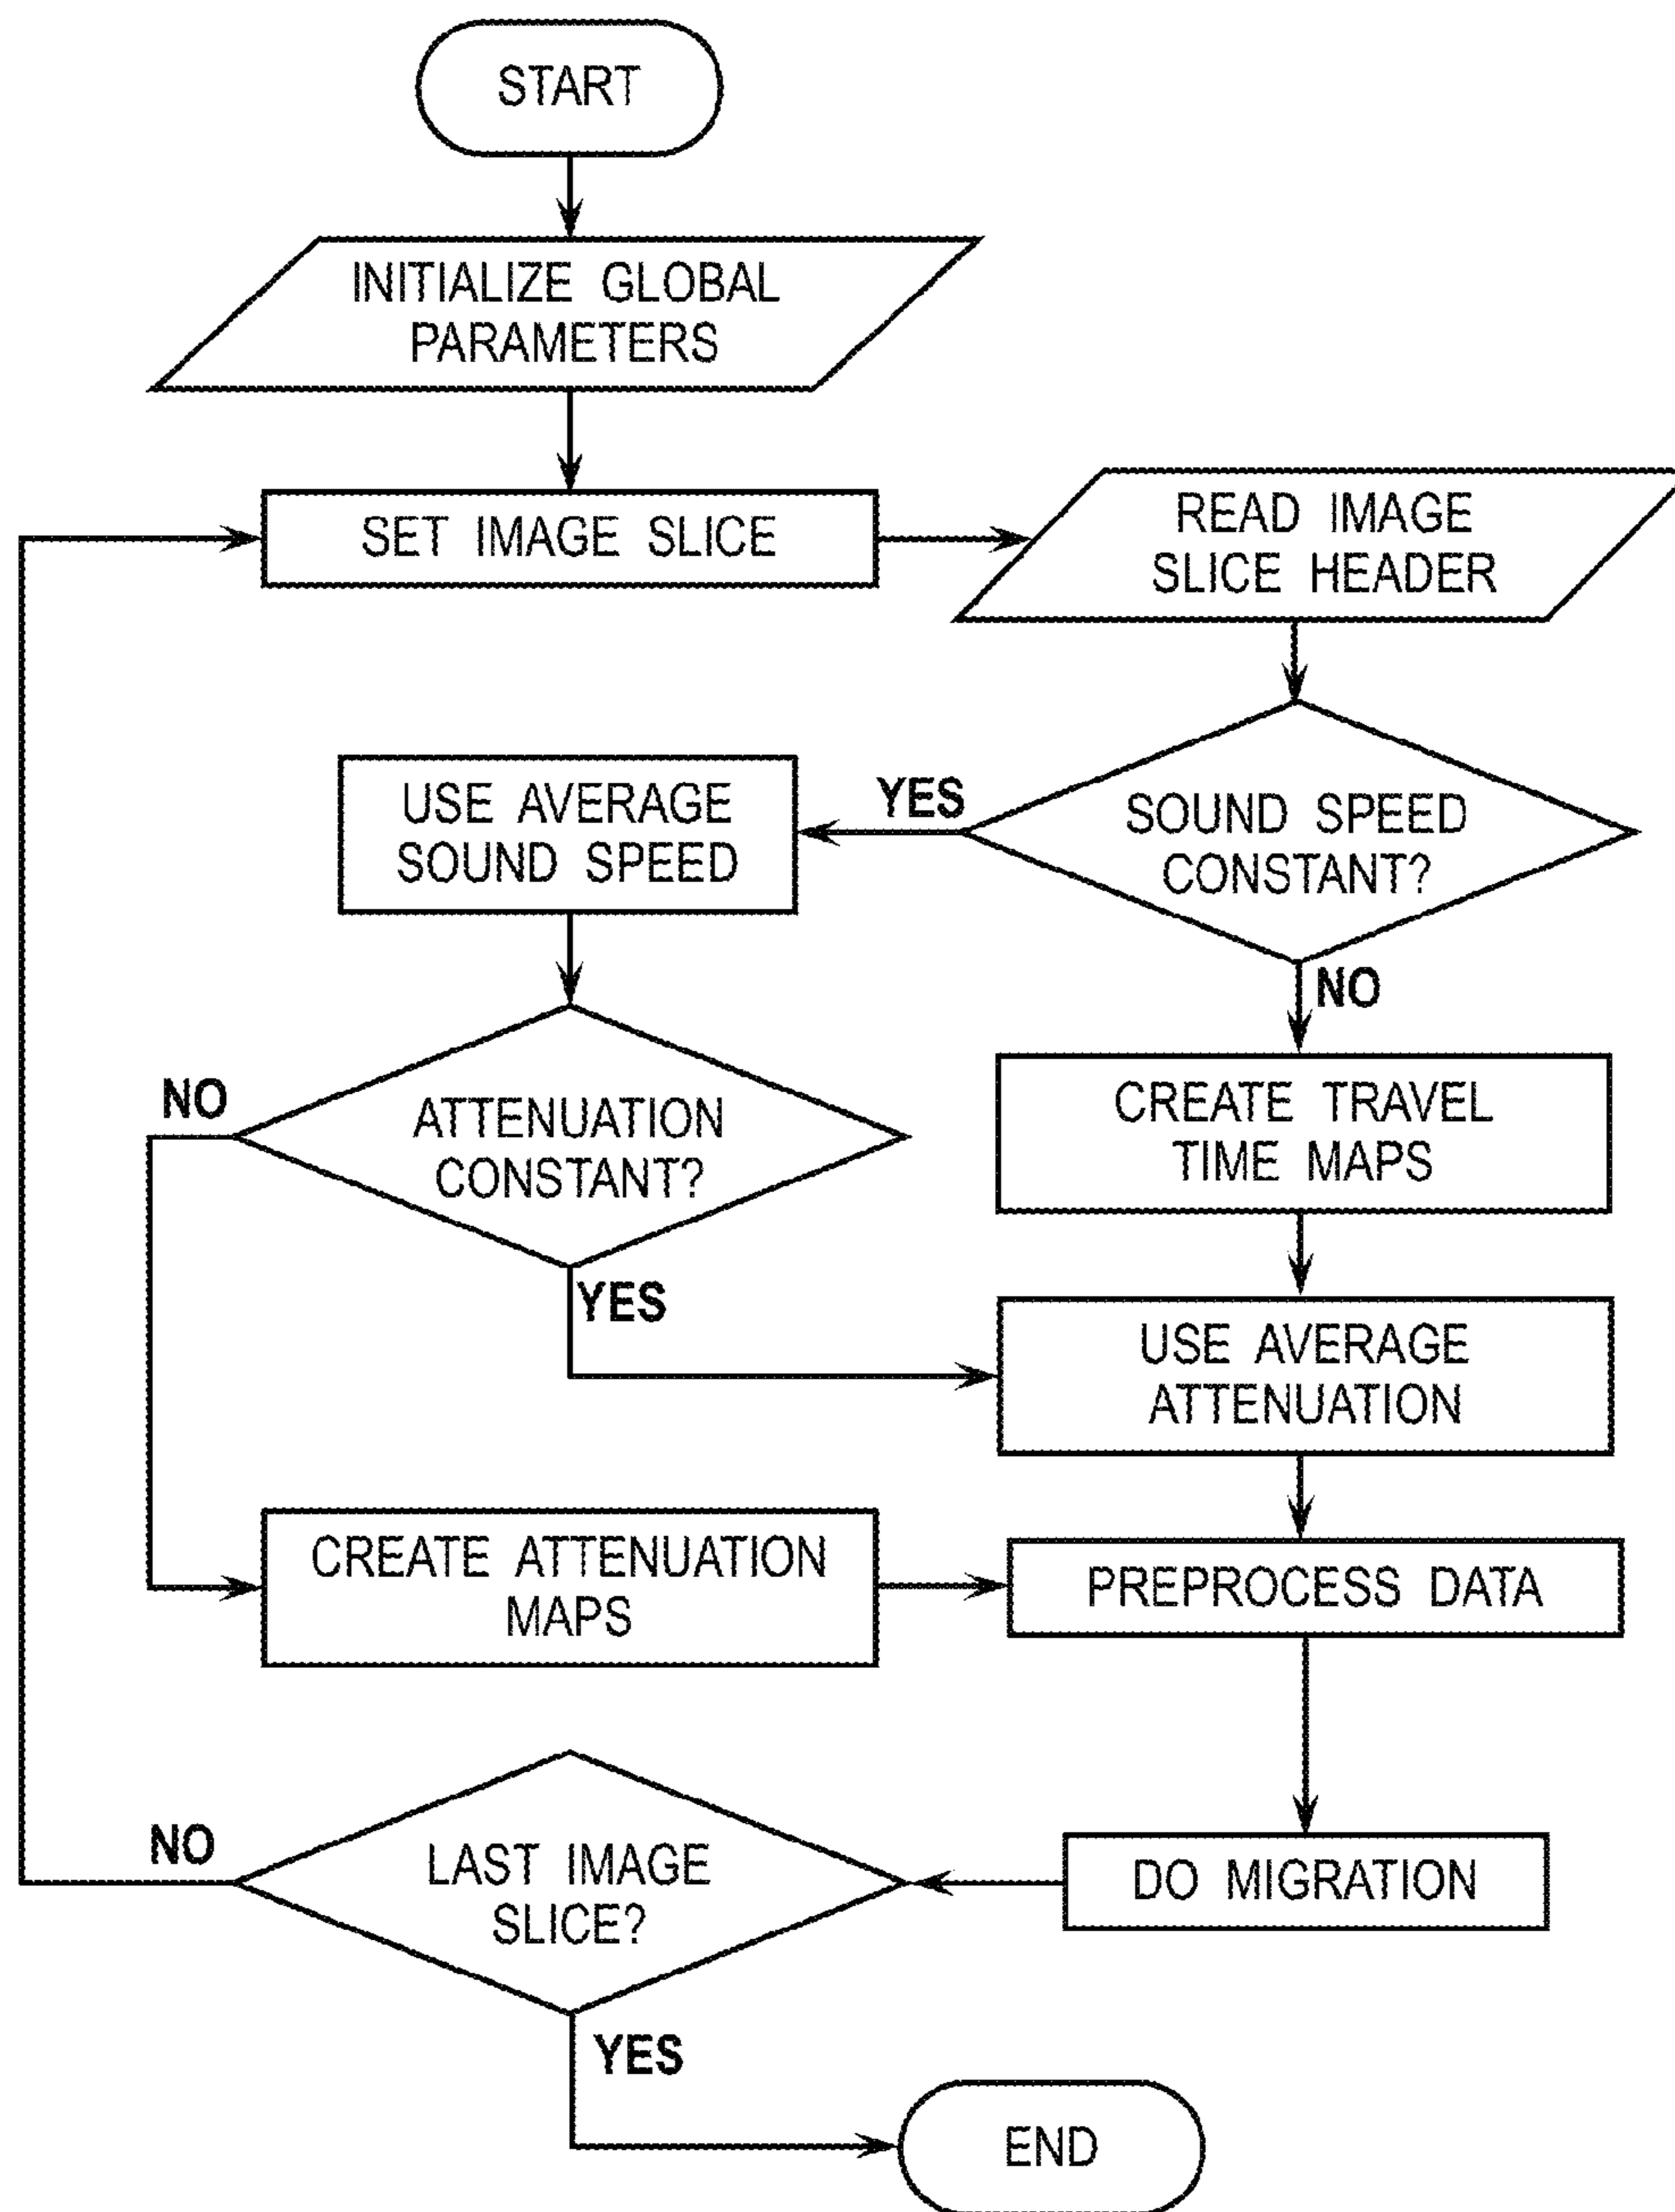 START
INITIALIZE GLOBAL
PARAMETERS
SET IMAGE SLICE
READ IMAGE
SLICE HEADER
USE AVERAGE
SOUND SPEED
YES
SOUND SPEED
CONSTANT?
NO
NO
ATTENUATION
CONSTANT?
YES
CREATE TRAVEL
TIME MAPS
USE AVERAGE
ATTENUATION
CREATE ATTENUATION
MAPS
PREPROCESS DATA
NO
LAST IMAGE
SLICE?
DO MIGRATION
YES
END